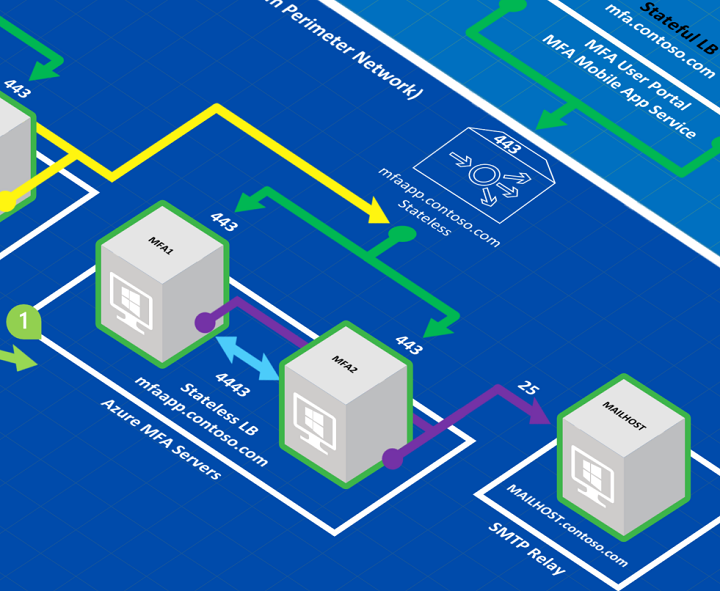 n Perimeter Network)
Stateful LB
mfa.contoso.com
MFA User Portal
MFA Mobile App Service
443
443
mfaapp.contoso.com
Stateless
443
MFA1
1
4443
Stateless LB
mfaapp.contoso.com
Azure MFA Servers
443
MFA2
25
MAILHOST
MAILHOST.contoso.com
SMTP Relay